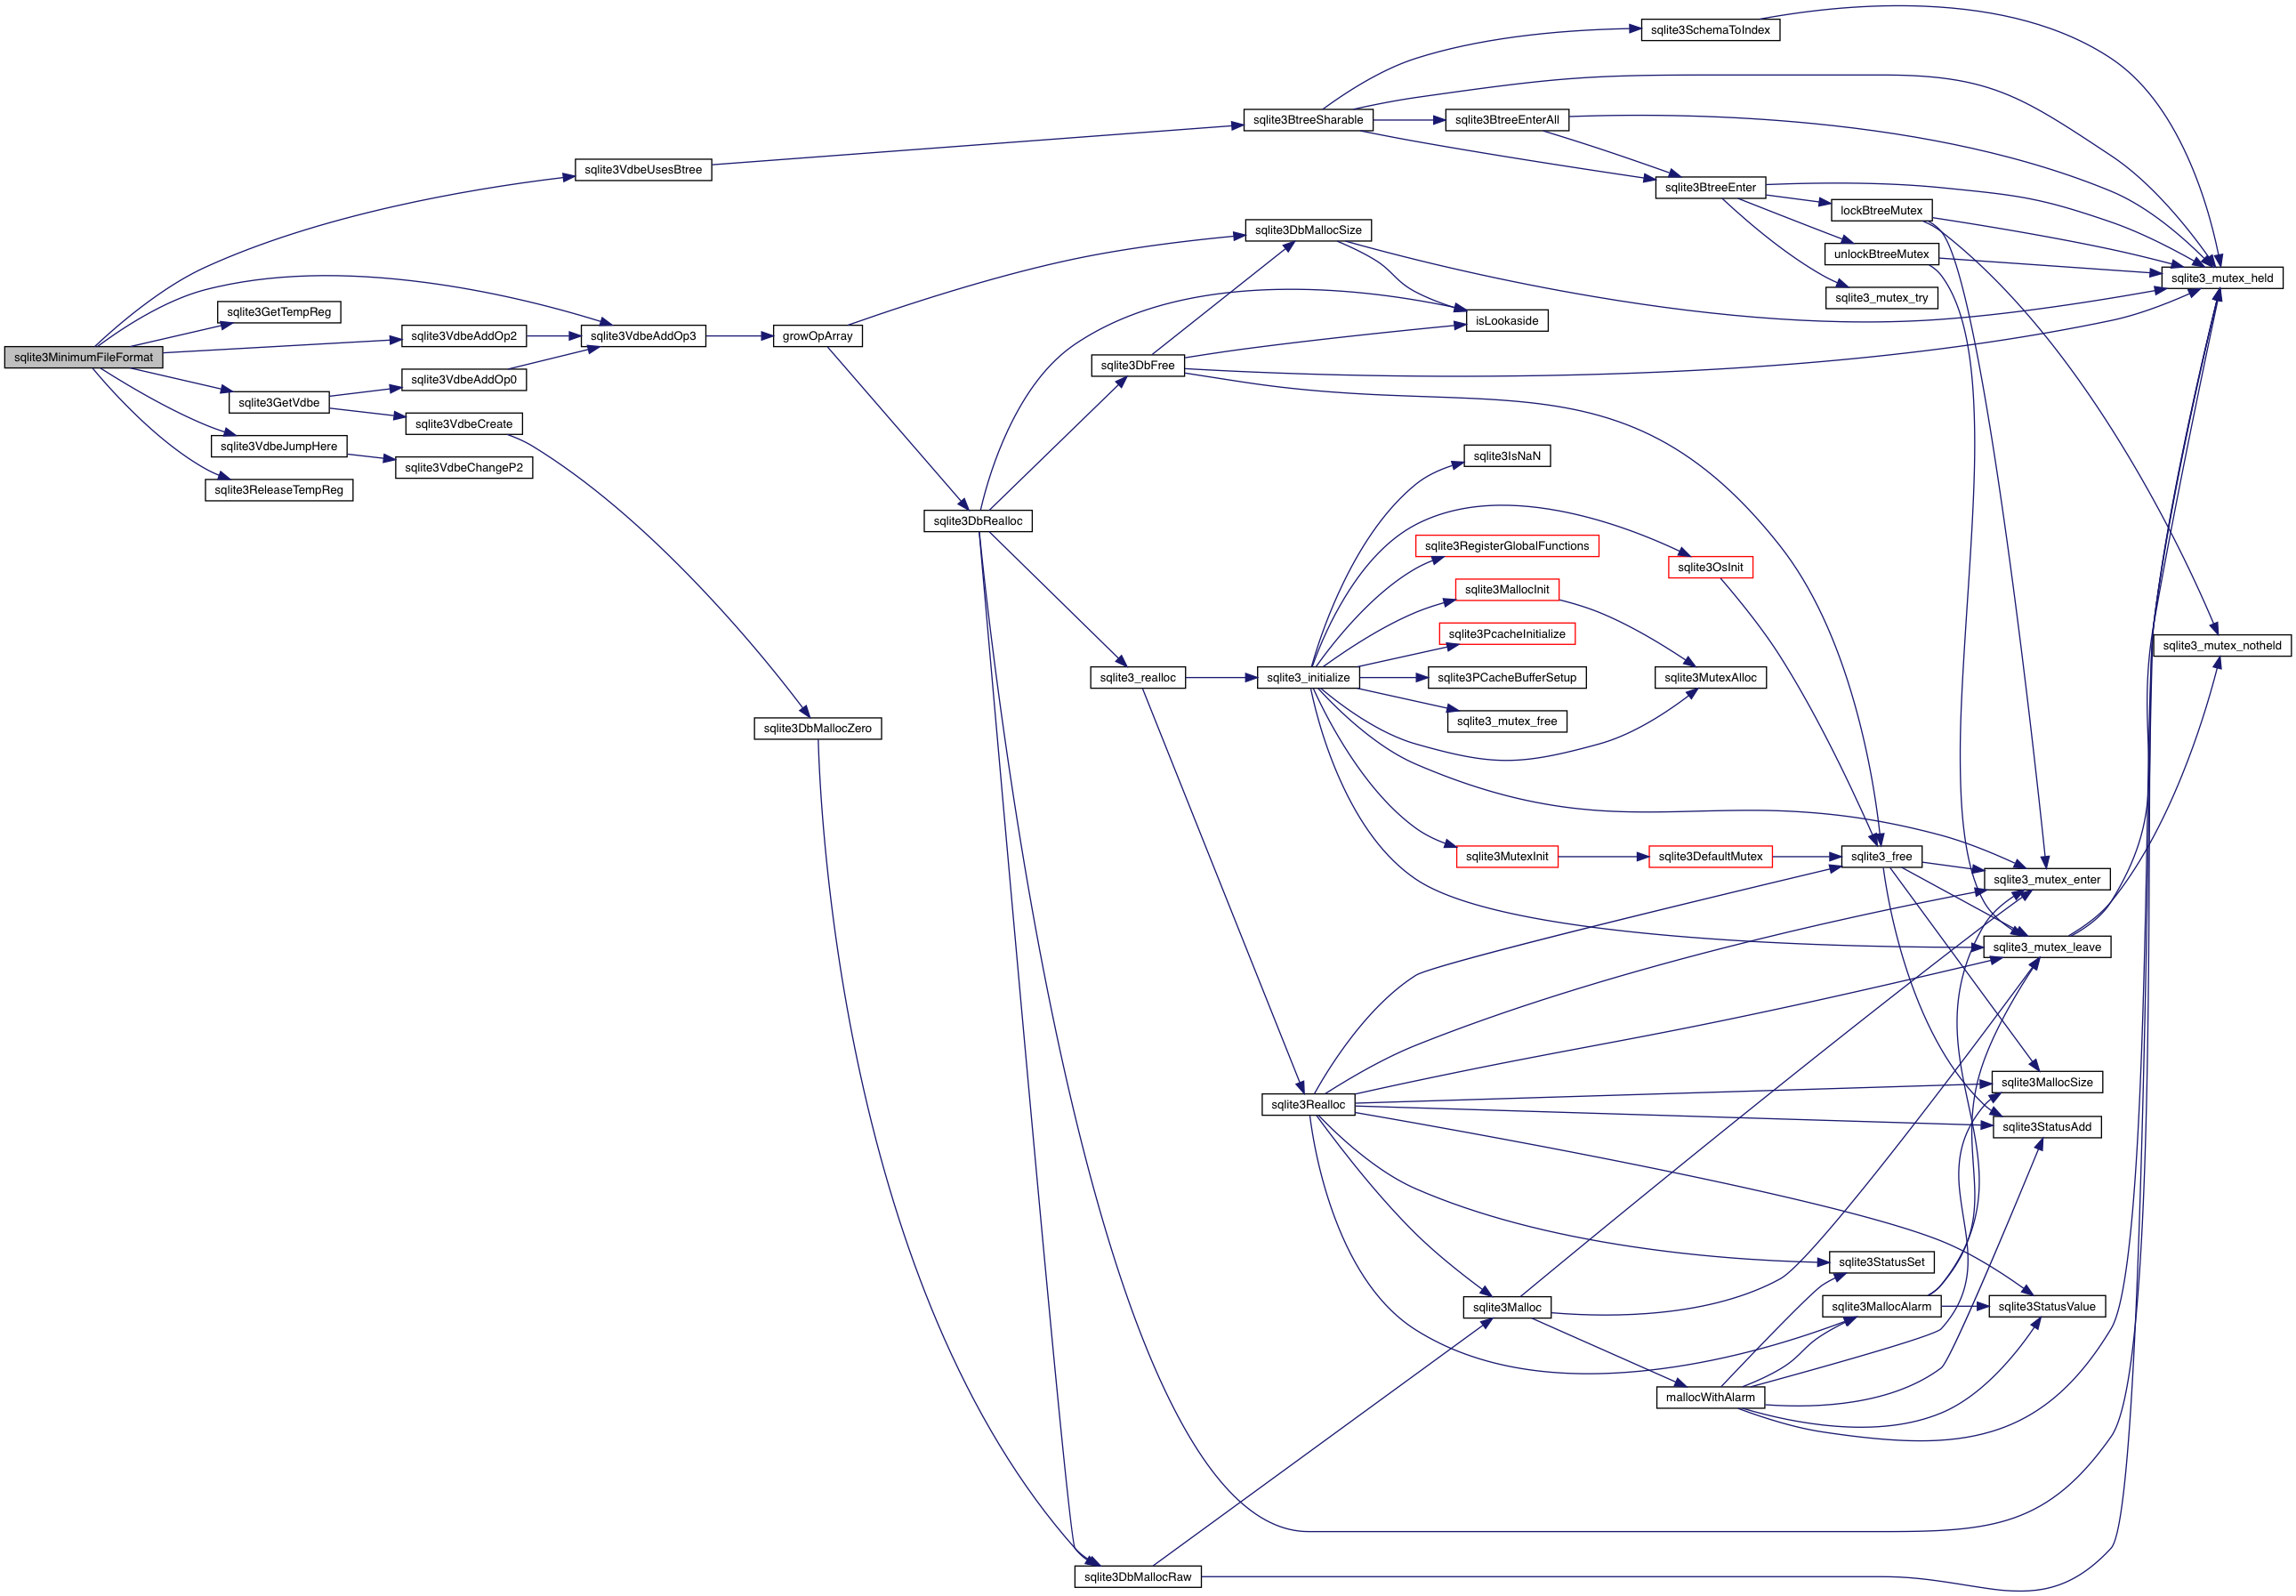 sqlite3SchemaToIndex
sqlite3BtreeSharable
sqlite3BtreeEnterAll
sqlite3VdbeUsesBtree
sqlite3BtreeEnter
lockBtreeMutex
sqlite3DbMallocSize
unlockBtreeMutex
sqlite3_mutex_held
sqlite3_mutex_try
sqlite3GetTempReg
isLookaside
sqlite3VdbeAddOp2
sqlite3VdbeAddOp3
growOpArray
sqlite3MinimumFileFormat
sqlite3DbFree
sqlite3VdbeAddOp0
sqlite3GetVdbe
sqlite3VdbeCreate
sqlite3VdbeJumpHere
sqlite3IsNaN
sqlite3VdbeChangeP2
sqlite3ReleaseTempReg
sqlite3DbRealloc
sqlite3RegisterGlobalFunctions
sqlite3OsInit
sqlite3MallocInit
sqlite3PcacheInitialize
sqlite3_mutex_notheld
sqlite3_realloc
sqlite3_initialize
sqlite3PCacheBufferSetup
sqlite3MutexAlloc
sqlite3_mutex_free
sqlite3DbMallocZero
sqlite3MutexInit
sqlite3DefaultMutex
sqlite3_free
sqlite3_mutex_enter
sqlite3_mutex_leave
sqlite3MallocSize
sqlite3Realloc
sqlite3StatusAdd
sqlite3StatusSet
sqlite3Malloc
sqlite3MallocAlarm
sqlite3StatusValue
mallocWithAlarm
sqlite3DbMallocRaw